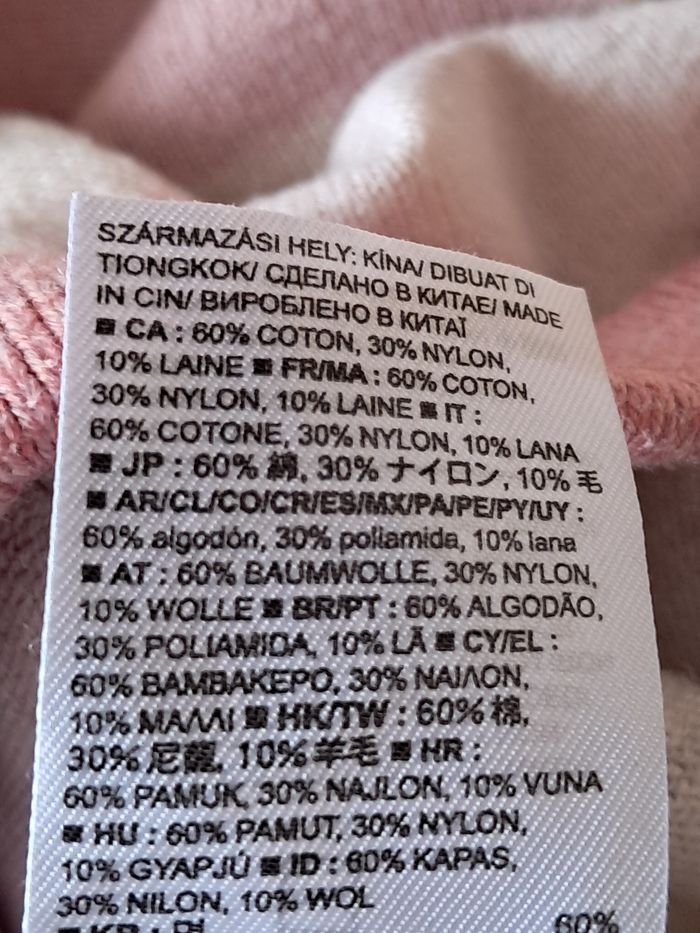 SZÁRMAZÁSI HELY: KÍNA/ DIBUAT DI
TIONGKOK/ СДЕЛАНО В КИТАЕ/ MADE
IN CIN/ ВИРОБЛЕНО В КИТАЇ
■ CA : 60% COTON, 30% NYLON,
10% LAINE ■ FR/MA : 60% COTON,
30% NYLON, 10% LAINE ■ IT :
60% COTONE, 30% NYLON, 10% LANA
■ JP : 60% 綿, 30% ナイロン, 10% 毛
■ AR/CL/CO/CR/ES/MX/PA/PE/PY/UY :
60% algodón, 30% poliamida, 10% lana
■ AT : 60% BAUMWOLLE, 30% NYLON,
10% WOLLE ■ BR/PT : 60% ALGODÃO,
30% POLIAMIDA, 10% LÃ ■ CY/EL :
60% ΒΑΜΒΑΚΕΡΟ, 30% ΝΑΙΛΟΝ,
10% ΜΑΛΛΙ ■ HK/TW : 60% 棉,
30% 尼龍, 10% 羊毛 ■ HR :
60% PAMUK, 30% NAJLON, 10% VUNA
■ HU : 60% PAMUT, 30% NYLON,
10% GYAPJÚ ■ ID : 60% KAPAS,
30% NILON, 10% WOL
■ KR : 면 60%